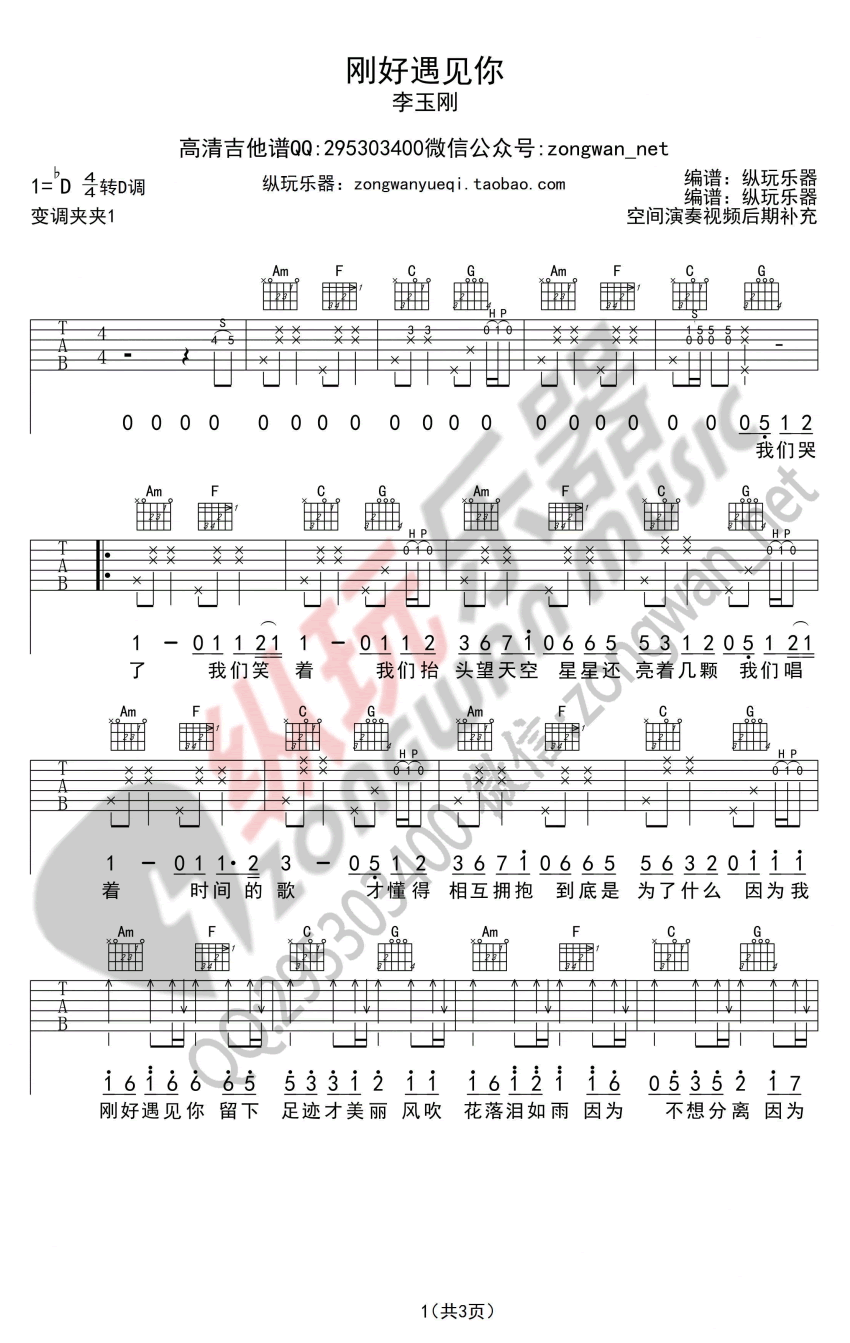 刚好遇见你
李玉刚
高清吉他谱QQ:295303400微信公众号:zongwan_net
1=♭D 4/4 转D调
纵玩乐器：zongwanyueqi.taobao.com
编谱：纵玩乐器
编谱：纵玩乐器
变调夹夹1
空间演奏视频后期补充
Am F C G Am F C G
S H P S
T A B 4 4 4 5 3 3 0 1 0 1 5 5 5 0 0 0 0
0 0 0 0 0 0 0 0 0 0 0 0 0 0 0 0 5 1 2
我们哭
Am F C G Am F C G
H P H P
T A B 0 1 0 0 1 0
1 - 0 1 1 2 1 1 - 0 1 1 2 3 6 7 1 0 6 6 5 5 3 1 2 0 5 1 2 1
了 我们笑 着 我们抬 头望天空 星星还 亮着几颗 我们唱
Am F C G Am F C G
H P H P
T A B 0 1 0 0 1 0
1 - 0 1 1· 2 3 - 0 5 1 2 3 6 7 1 0 6 6 5 5 6 3 2 0 1 1 1
着 时间 的 歌 才懂得 相互拥抱 到底是 为了什么 因为我
Am F C G Am F C G
T A B
1 6 1 6 6 6 5 5 3 3 1 2 1 1 1 6 1 2 1 1 6 0 5 3 5 2 1 7
刚好遇见你 留下 足迹才美丽 风吹 花落泪如雨 因为 不想分离 因为
纵玩乐器
zongwan music
QQ:295303400 微信:zongwan_net
1(共3页)